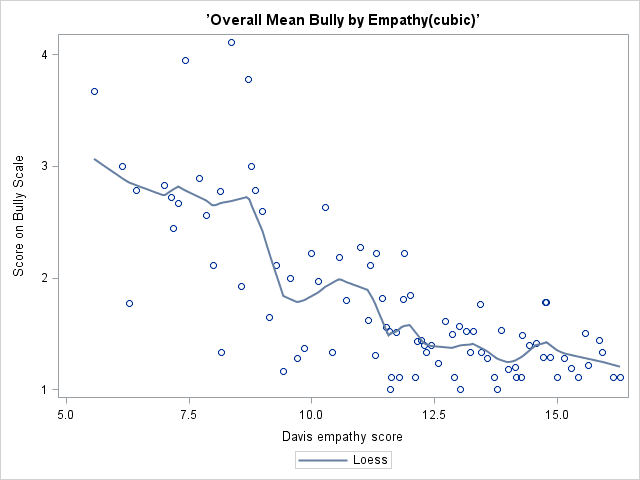 'Overall Mean Bully by Empathy(cubic)'
Score on Bully Scale
4
3
2
1
5.0 7.5 10.0 12.5 15.0
Davis empathy score
Loess